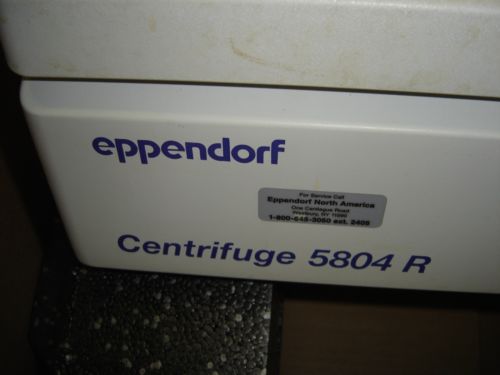 eppendorf
For Service Call
Eppendorf North America
One Cantiague Road
Westbury, NY 11590
1-800-645-3050 ext. 2405
Centrifuge 5804 R